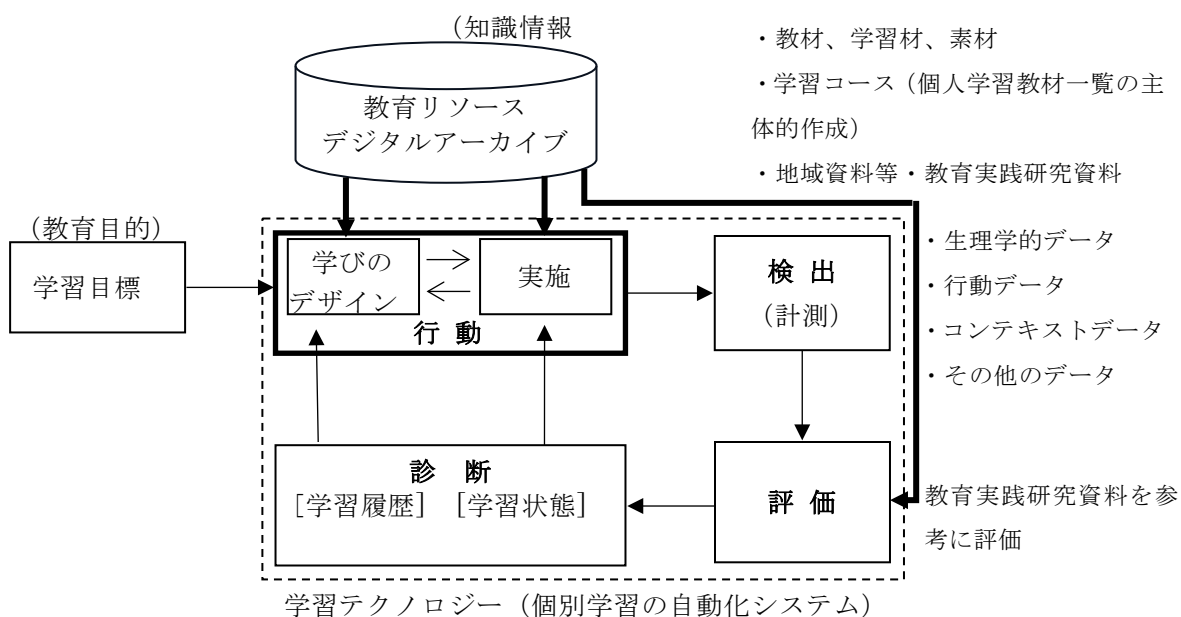 (知識情報
・教材、学習材、素材
・学習コース（個人学習教材一覧の主
体的作成）
・地域資料等・教育実践研究資料
教育リソース
デジタルアーカイブ
(教育目的)
学習目標
学びの
デザイン
実施
行 動
検 出
（計測）
・生理学的データ
・行動データ
・コンテキストデータ
・その他のデータ
診 断
[学習履歴] [学習状態]
評 価
教育実践研究資料を参
考に評価
学習テクノロジー（個別学習の自動化システム）